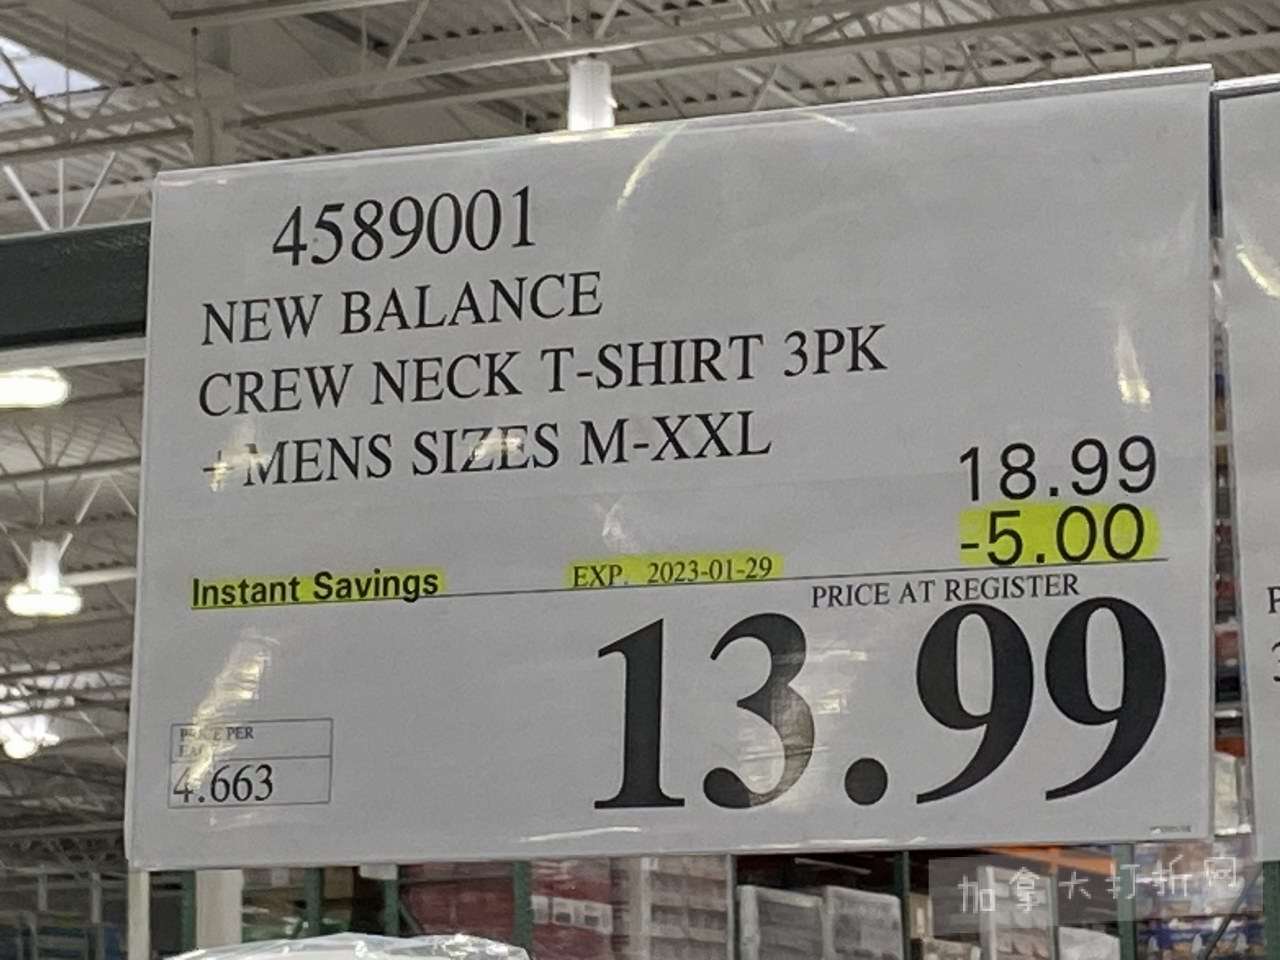 4589001
NEW BALANCE
CREW NECK T-SHIRT 3PK
+MENS SIZES M-XXL
18.99
-5.00
Instant Savings EXP. 2023-01-29
PRICE AT REGISTER
13.99
PRICE PER
EACH
4.663
加拿大打折网